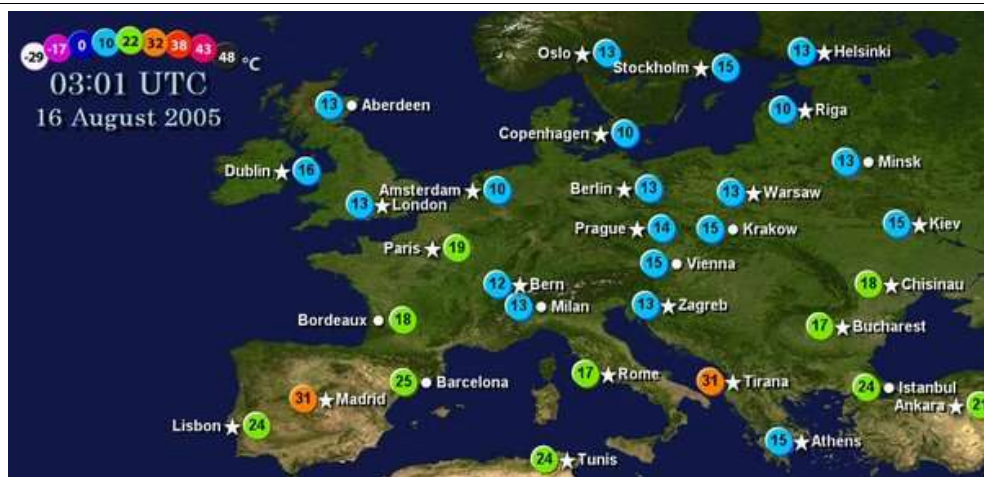 -29 -17 0 10 22 32 38 43 48 °C
03:01 UTC
16 August 2005
Oslo 13
13 Helsinki
Stockholm 15
13 Aberdeen
10 Riga
Copenhagen 10
13 Minsk
Dublin 16
Amsterdam 10
Berlin 13
13 Warsaw
13 London
15 Kiev
Prague 14
15 Krakow
Paris 19
15 Vienna
12 Bern
18 Chisinau
13 Milan
13 Zagreb
Bordeaux 18
17 Bucharest
17 Rome
25 Barcelona
31 Tirana
24 Istanbul
31 Madrid
Ankara 21
Lisbon 24
15 Athens
24 Tunis